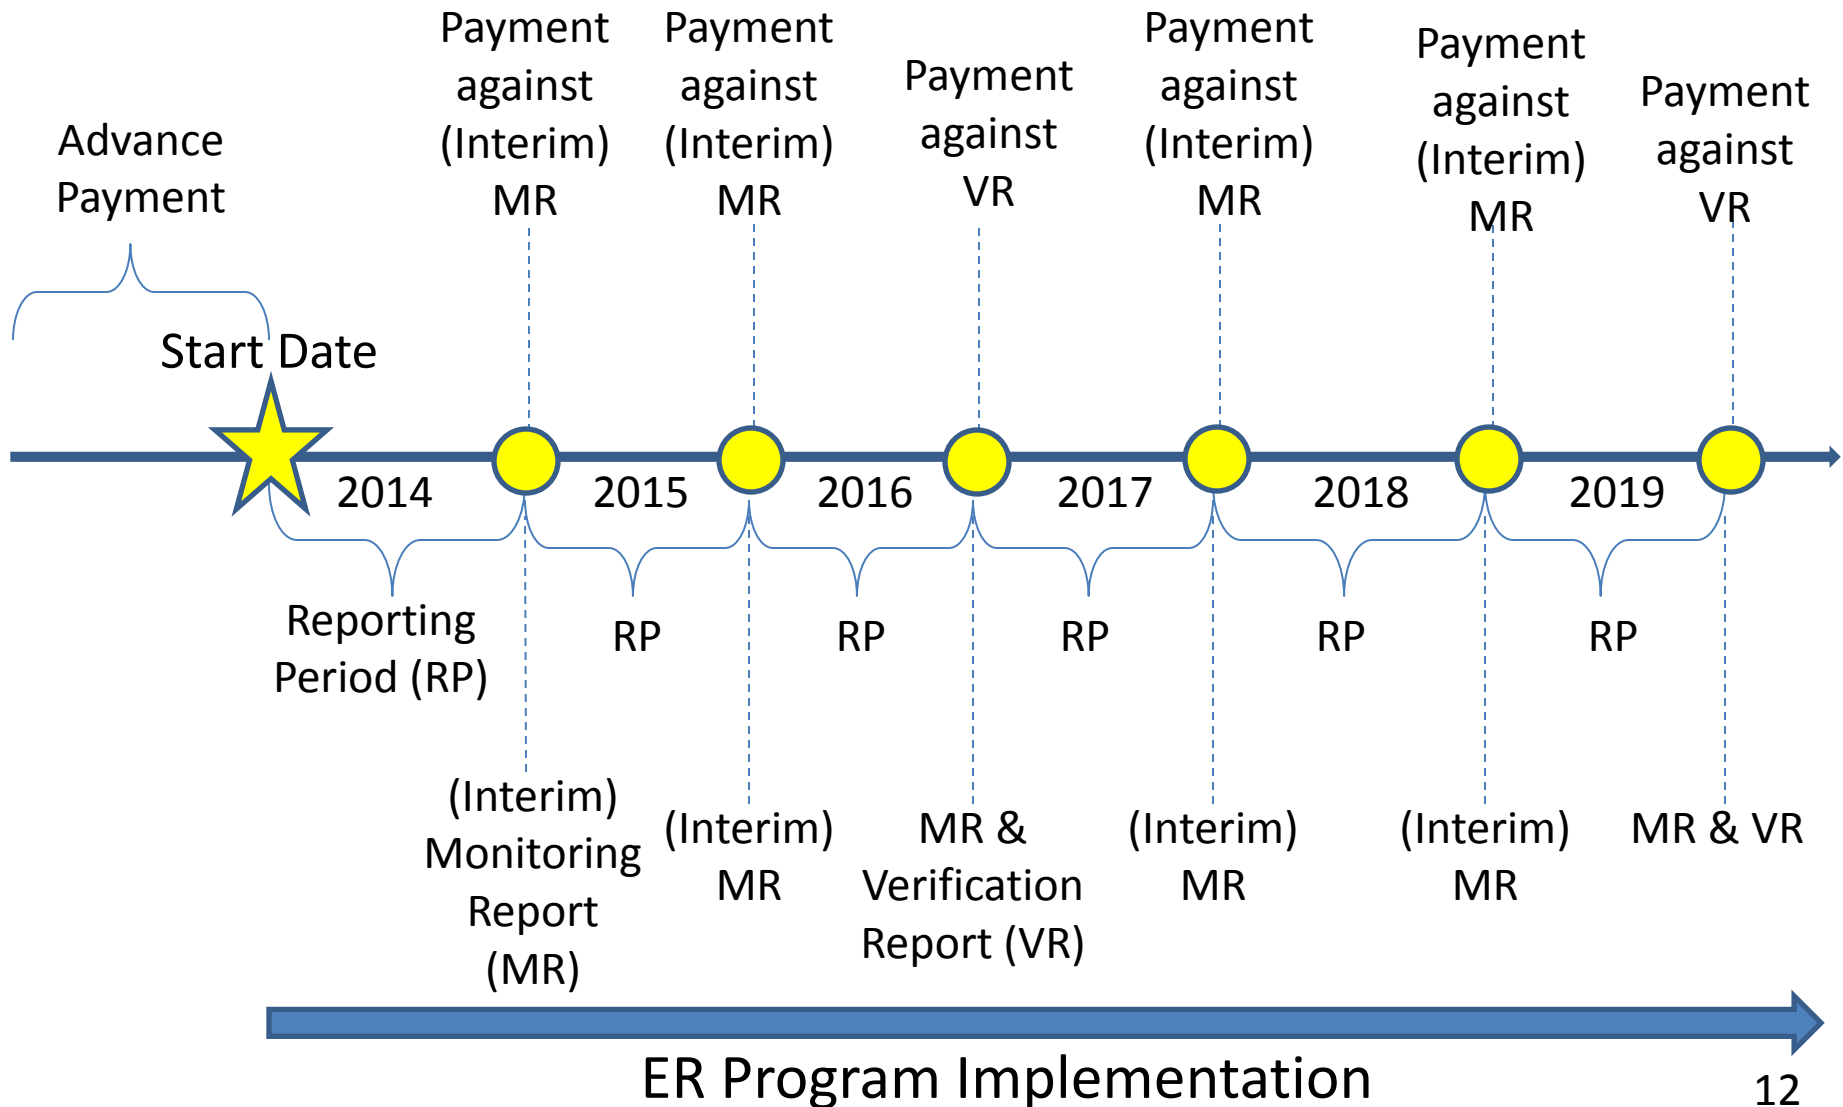 Payment
against
(Interim)
MR
Payment
against
(Interim)
MR
Payment
against
VR
Payment
against
(Interim)
MR
Payment
against
(Interim)
MR
Payment
against
VR
Advance
Payment
Start Date
2014
2015
2016
2017
2018
2019
Reporting
Period (RP)
RP
RP
RP
RP
RP
(Interim)
Monitoring
Report
(MR)
(Interim)
MR
MR &
Verification
Report (VR)
(Interim)
MR
(Interim)
MR
MR & VR
ER Program Implementation
12